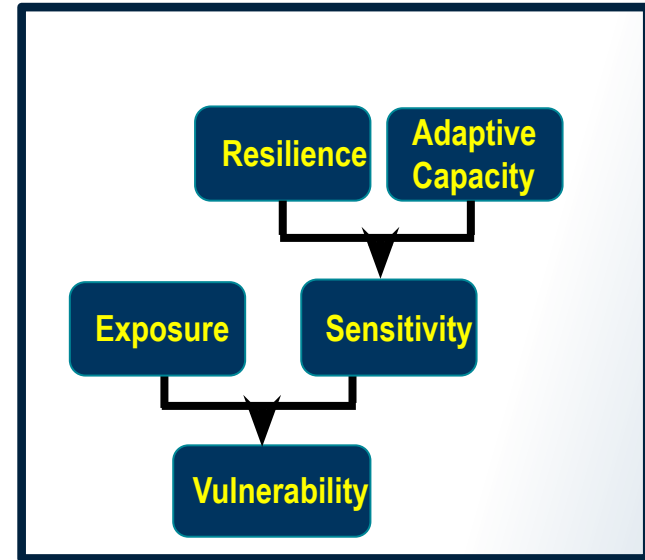 Resilience
Adaptive
Capacity
Exposure
Sensitivity
Vulnerability